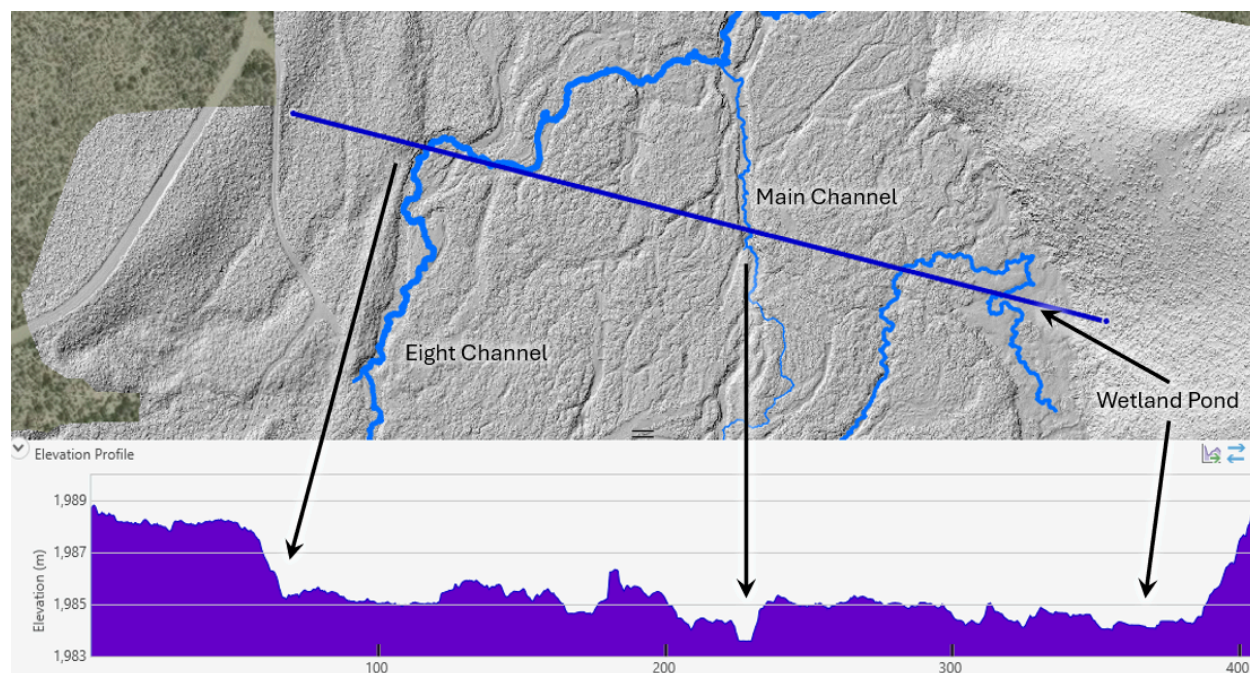 Main Channel
Eight Channel
Wetland Pond
Elevation Profile
1,989
1,987
1,985
1,983
Elevation (m)
100
200
300
400